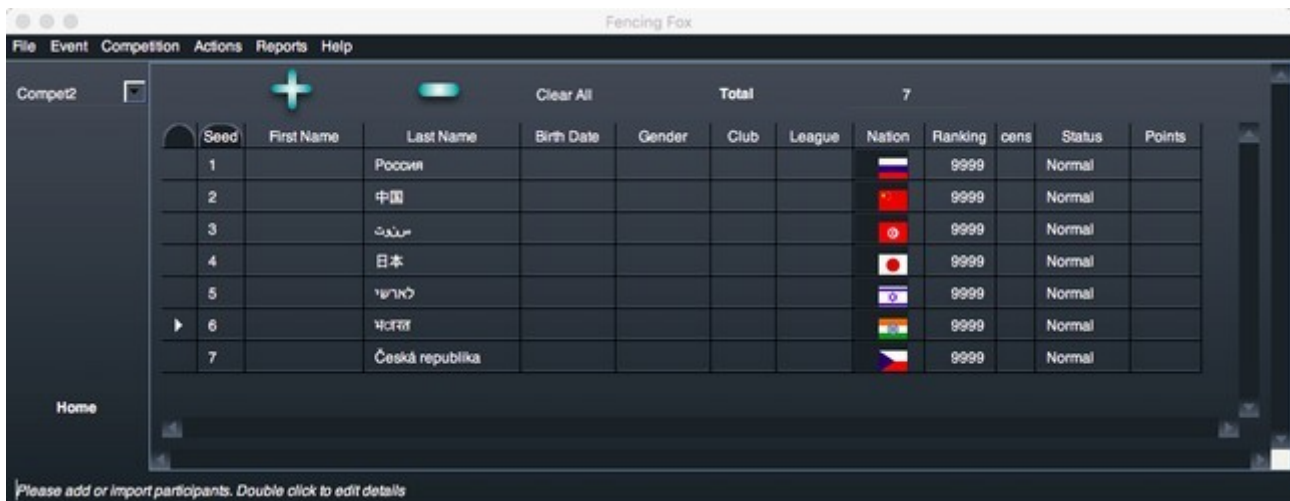 Fencing Fox
File Event Competition Actions Reports Help
Compet2 Clear All Total 7
Seed First Name Last Name Birth Date Gender Club League Nation Ranking cens Status Points
1 Россия 9999 Normal
2 中国 9999 Normal
3 9999 Normal
4 日本 9999 Normal
5 לארשי 9999 Normal
6 9999 Normal
7 Česká republika 9999 Normal
Home
Please add or import participants. Double click to edit details